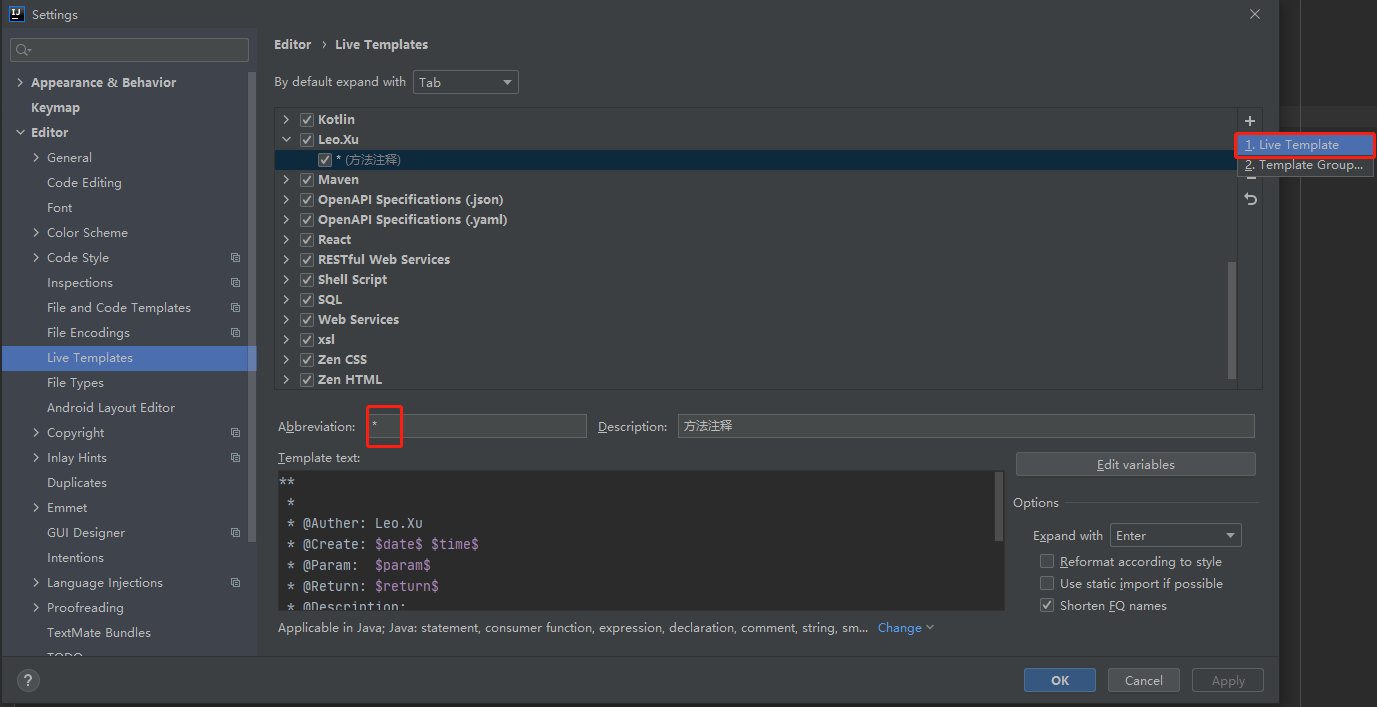 Settings
Appearance & Behavior
Keymap
Editor
General
Code Editing
Font
Color Scheme
Code Style
Inspections
File and Code Templates
File Encodings
Live Templates
File Types
Android Layout Editor
Copyright
Inlay Hints
Duplicates
Emmet
GUI Designer
Intentions
Language Injections
Proofreading
TextMate Bundles
TODO
Editor › Live Templates
By default expand with Tab
Kotlin
Leo.Xu
* (方法注释)
Maven
OpenAPI Specifications (.json)
OpenAPI Specifications (.yaml)
React
RESTful Web Services
Shell Script
SQL
Web Services
xsl
Zen CSS
Zen HTML
1. Live Template
2. Template Group...
Abbreviation: * Description: 方法注释
Template text:
**
*
* @Auther: Leo.Xu
* @Create: $date$ $time$
* @Param: $param$
* @Return: $return$
* @Description:
Edit variables
Options
Expand with Enter
Reformat according to style
Use static import if possible
Shorten FQ names
Applicable in Java; Java: statement, consumer function, expression, declaration, comment, string, sm... Change
? OK Cancel Apply